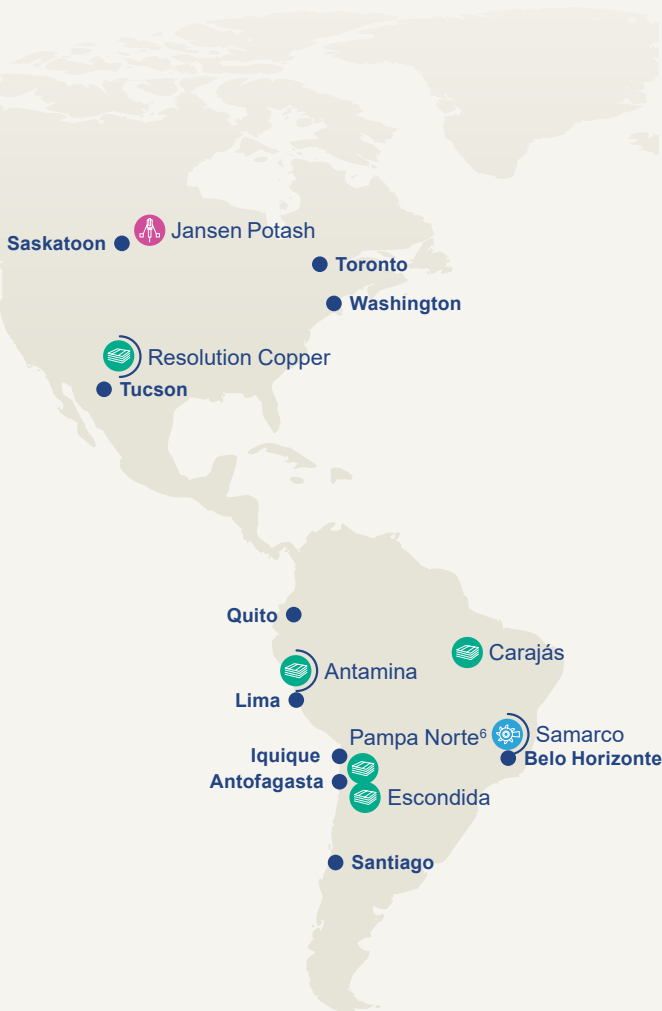 Jansen Potash
Saskatoon
Toronto
Washington
Resolution Copper
Tucson
Quito
Carajás
Antamina
Lima
Pampa Norte⁶
Samarco
Iquique
Belo Horizonte
Antofagasta
Escondida
Santiago